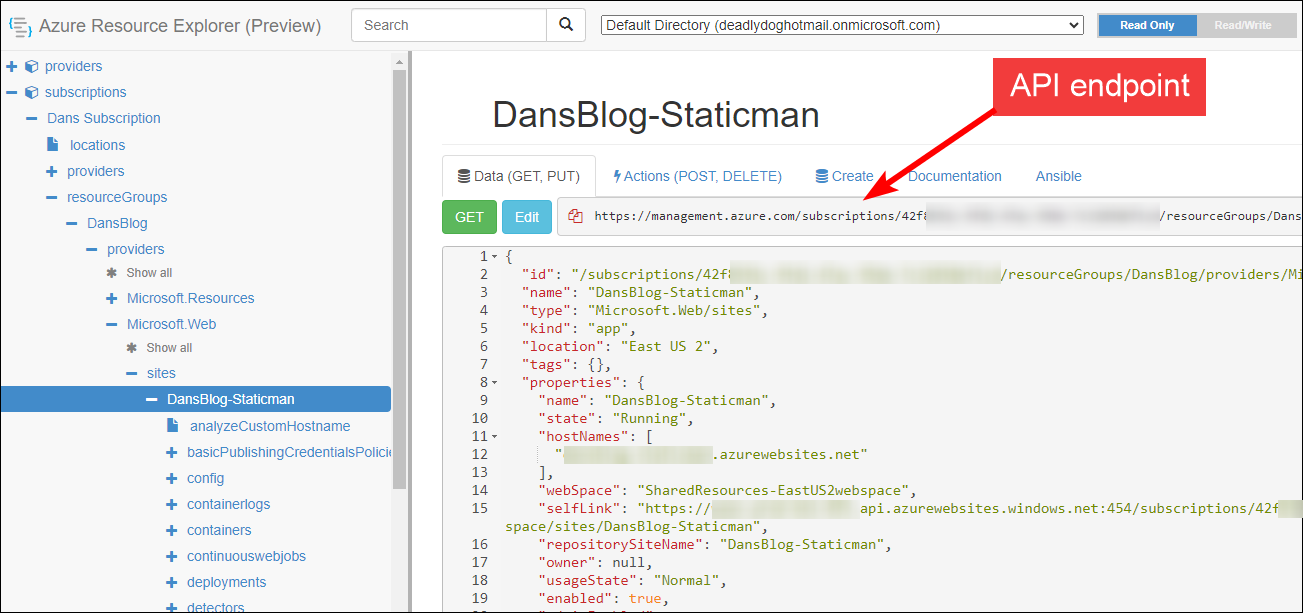 Azure Resource Explorer (Preview)
Search
Default Directory (deadlydoghotmail.onmicrosoft.com)
Read Only
Read/Write
providers
subscriptions
Dans Subscription
locations
providers
resourceGroups
DansBlog
providers
Show all
Microsoft.Resources
Microsoft.Web
Show all
sites
DansBlog-Staticman
analyzeCustomHostname
basicPublishingCredentialsPolicie
config
containerlogs
containers
continuouswebjobs
deployments
detectors
API endpoint
DansBlog-Staticman
Data (GET, PUT)
Actions (POST, DELETE)
Create
Documentation
Ansible
GET
Edit
https://management.azure.com/subscriptions/42f8 /resourceGroups/Dans
1 {
2 "id": "/subscriptions/42f8 /resourceGroups/DansBlog/providers/Mi
3 "name": "DansBlog-Staticman",
4 "type": "Microsoft.Web/sites",
5 "kind": "app",
6 "location": "East US 2",
7 "tags": {},
8 "properties": {
9 "name": "DansBlog-Staticman",
10 "state": "Running",
11 "hostNames": [
12 " .azurewebsites.net"
13 ],
14 "webSpace": "SharedResources-EastUS2webspace",
15 "selfLink": "https:// api.azurewebsites.windows.net:454/subscriptions/42f
space/sites/DansBlog-Staticman",
16 "repositorySiteName": "DansBlog-Staticman",
17 "owner": null,
18 "usageState": "Normal",
19 "enabled": true,